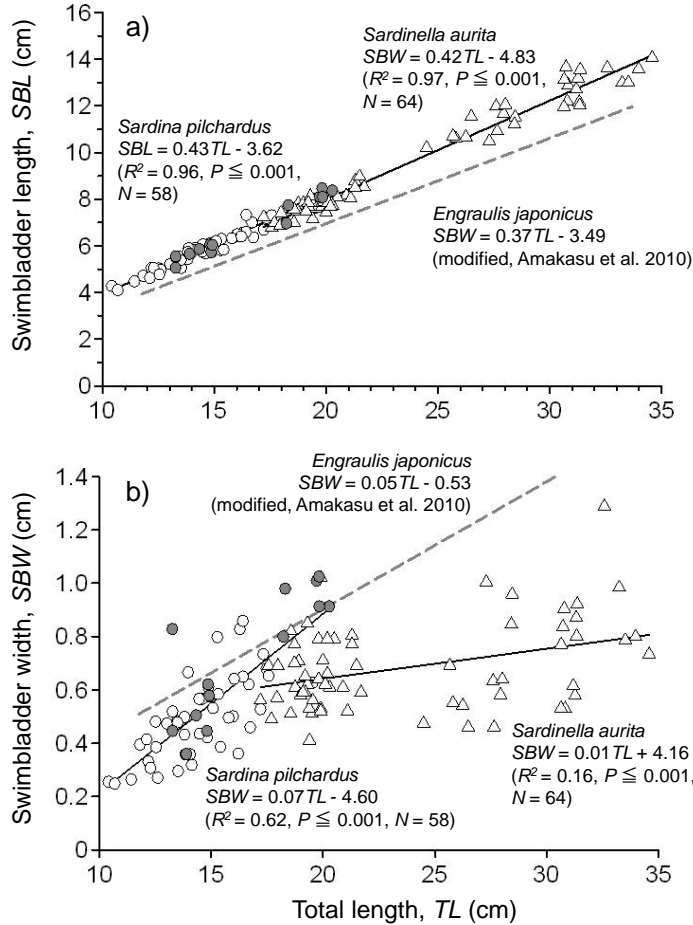 a)
16
14
12
10
8
6
4
2
0
Swimbladder length, SBL (cm)
Sardinella aurita
SBW = 0.42TL - 4.83
(R² = 0.97, P ≦ 0.001,
N = 64)
Sardina pilchardus
SBL = 0.43TL - 3.62
(R² = 0.96, P ≦ 0.001,
N = 58)
Engraulis japonicus
SBW = 0.37TL - 3.49
(modified, Amakasu et al. 2010)
10 15 20 25 30 35
b)
1.4
1.2
1.0
0.8
0.6
0.4
0.2
0.0
Swimbladder width, SBW (cm)
Engraulis japonicus
SBW = 0.05TL - 0.53
(modified, Amakasu et al. 2010)
Sardinella aurita
SBW = 0.01TL + 4.16
(R² = 0.16, P ≦ 0.001,
N = 64)
Sardina pilchardus
SBW = 0.07TL - 4.60
(R² = 0.62, P ≦ 0.001, N = 58)
10 15 20 25 30 35
Total length, TL (cm)